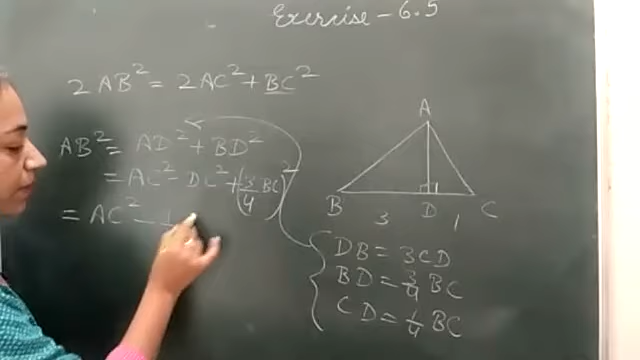 Exercise - 6.5
2 AB² = 2AC² + BC²
AB² = AD² + BD²
= AC² - DC² + (3/4 BC)²
= AC² -
A
B D C
3 1
DB = 3CD
BD = 3/4 BC
CD = 1/4 BC